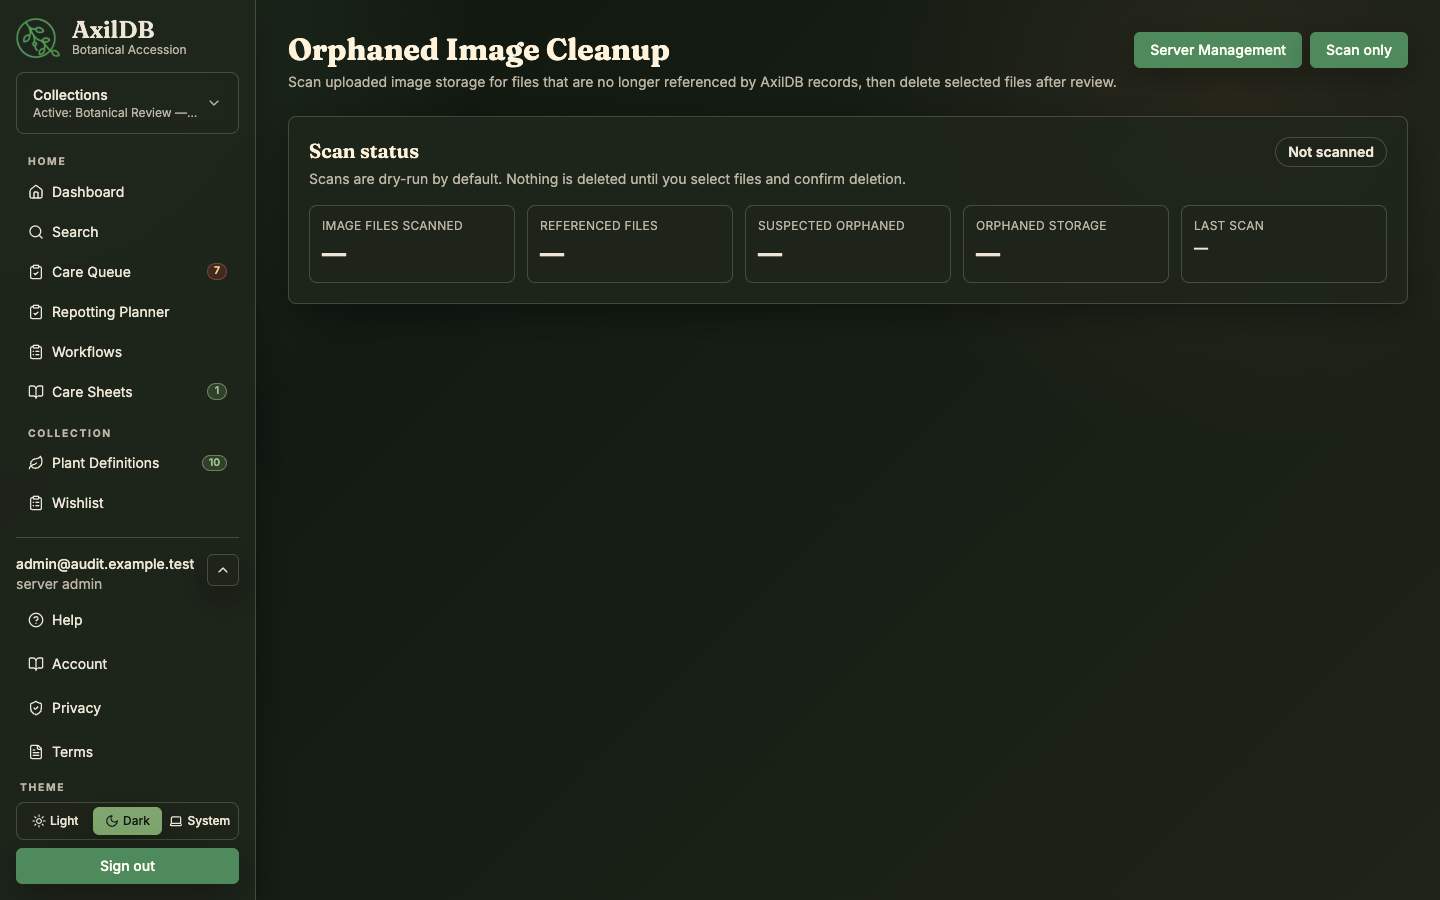 AxilDB
Botanical Accession
Collections
Active: Botanical Review —...
HOME
Dashboard
Search
Care Queue 7
Repotting Planner
Workflows
Care Sheets 1
COLLECTION
Plant Definitions 10
Wishlist
admin@audit.example.test
server admin
Help
Account
Privacy
Terms
THEME
Light Dark System
Sign out
Orphaned Image Cleanup
Scan uploaded image storage for files that are no longer referenced by AxilDB records, then delete selected files after review.
Server Management Scan only
Scan status
Not scanned
Scans are dry-run by default. Nothing is deleted until you select files and confirm deletion.
IMAGE FILES SCANNED
—
REFERENCED FILES
—
SUSPECTED ORPHANED
—
ORPHANED STORAGE
—
LAST SCAN
—